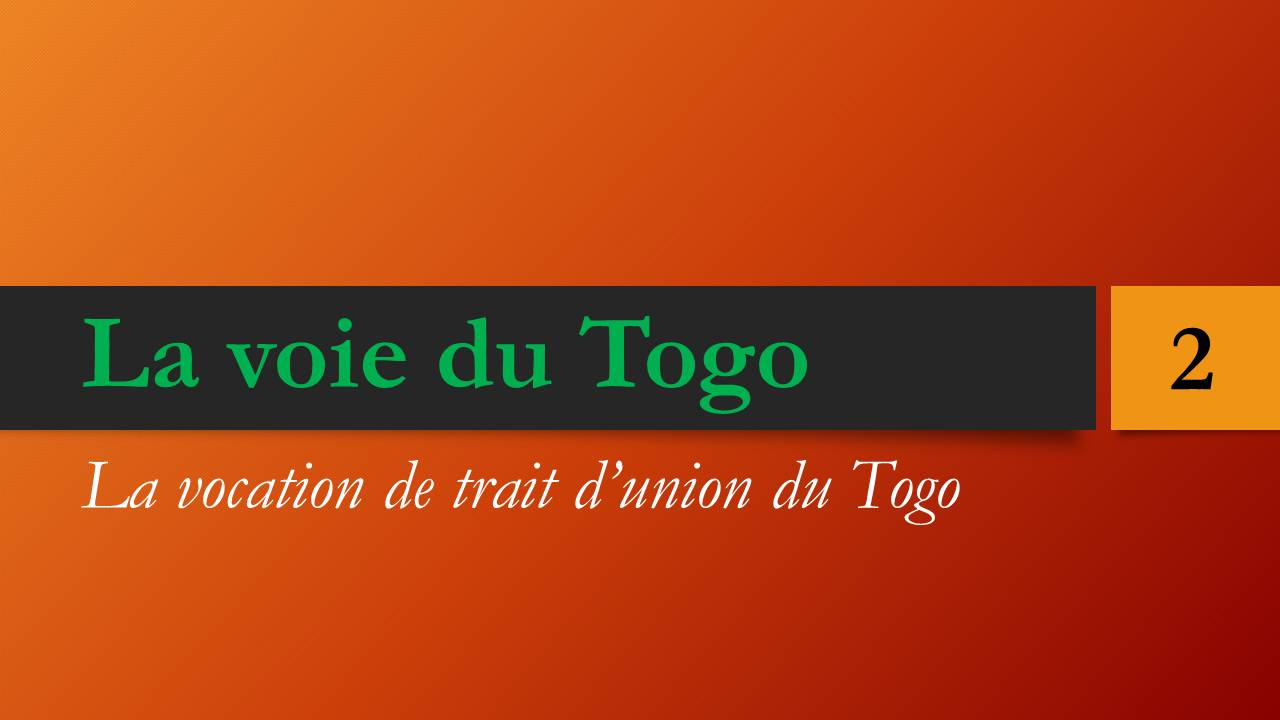 La voie du Togo
2
La vocation de trait d’union du Togo